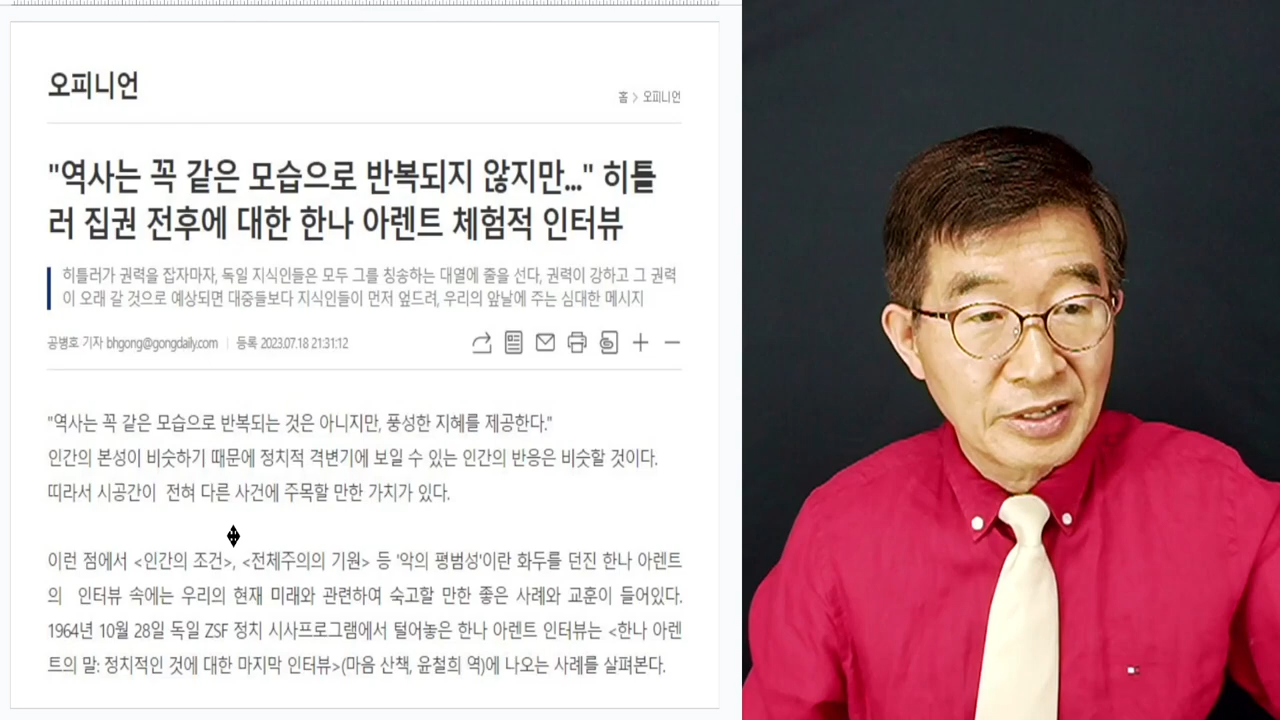 오피니언
홈 > 오피니언
"역사는 꼭 같은 모습으로 반복되지 않지만..." 히틀
러 집권 전후에 대한 한나 아렌트 체험적 인터뷰
히틀러가 권력을 잡자마자, 독일 지식인들은 모두 그를 칭송하는 대열에 줄을 선다, 권력이 강하고 그 권력
이 오래 갈 것으로 예상되면 대중들보다 지식인들이 먼저 엎드려, 우리의 앞날에 주는 심대한 메시지
공병호 기자 bhgong@gongdaily.com | 등록 2023.07.18 21:31:12
"역사는 꼭 같은 모습으로 반복되는 것은 아니지만, 풍성한 지혜를 제공한다."
인간의 본성이 비슷하기 때문에 정치적 격변기에 보일 수 있는 인간의 반응은 비슷할 것이다.
따라서 시공간이 전혀 다른 사건에 주목할 만한 가치가 있다.
이런 점에서 <인간의 조건>, <전체주의의 기원> 등 '악의 평범성'이란 화두를 던진 한나 아렌트
의 인터뷰 속에는 우리의 현재 미래와 관련하여 숙고할 만한 좋은 사례와 교훈이 들어있다.
1964년 10월 28일 독일 ZSF 정치 시사프로그램에서 털어놓은 한나 아렌트 인터뷰는 <한나 아렌
트의 말: 정치적인 것에 대한 마지막 인터뷰>(마음 산책, 윤철희 역)에 나오는 사례를 살펴본다.